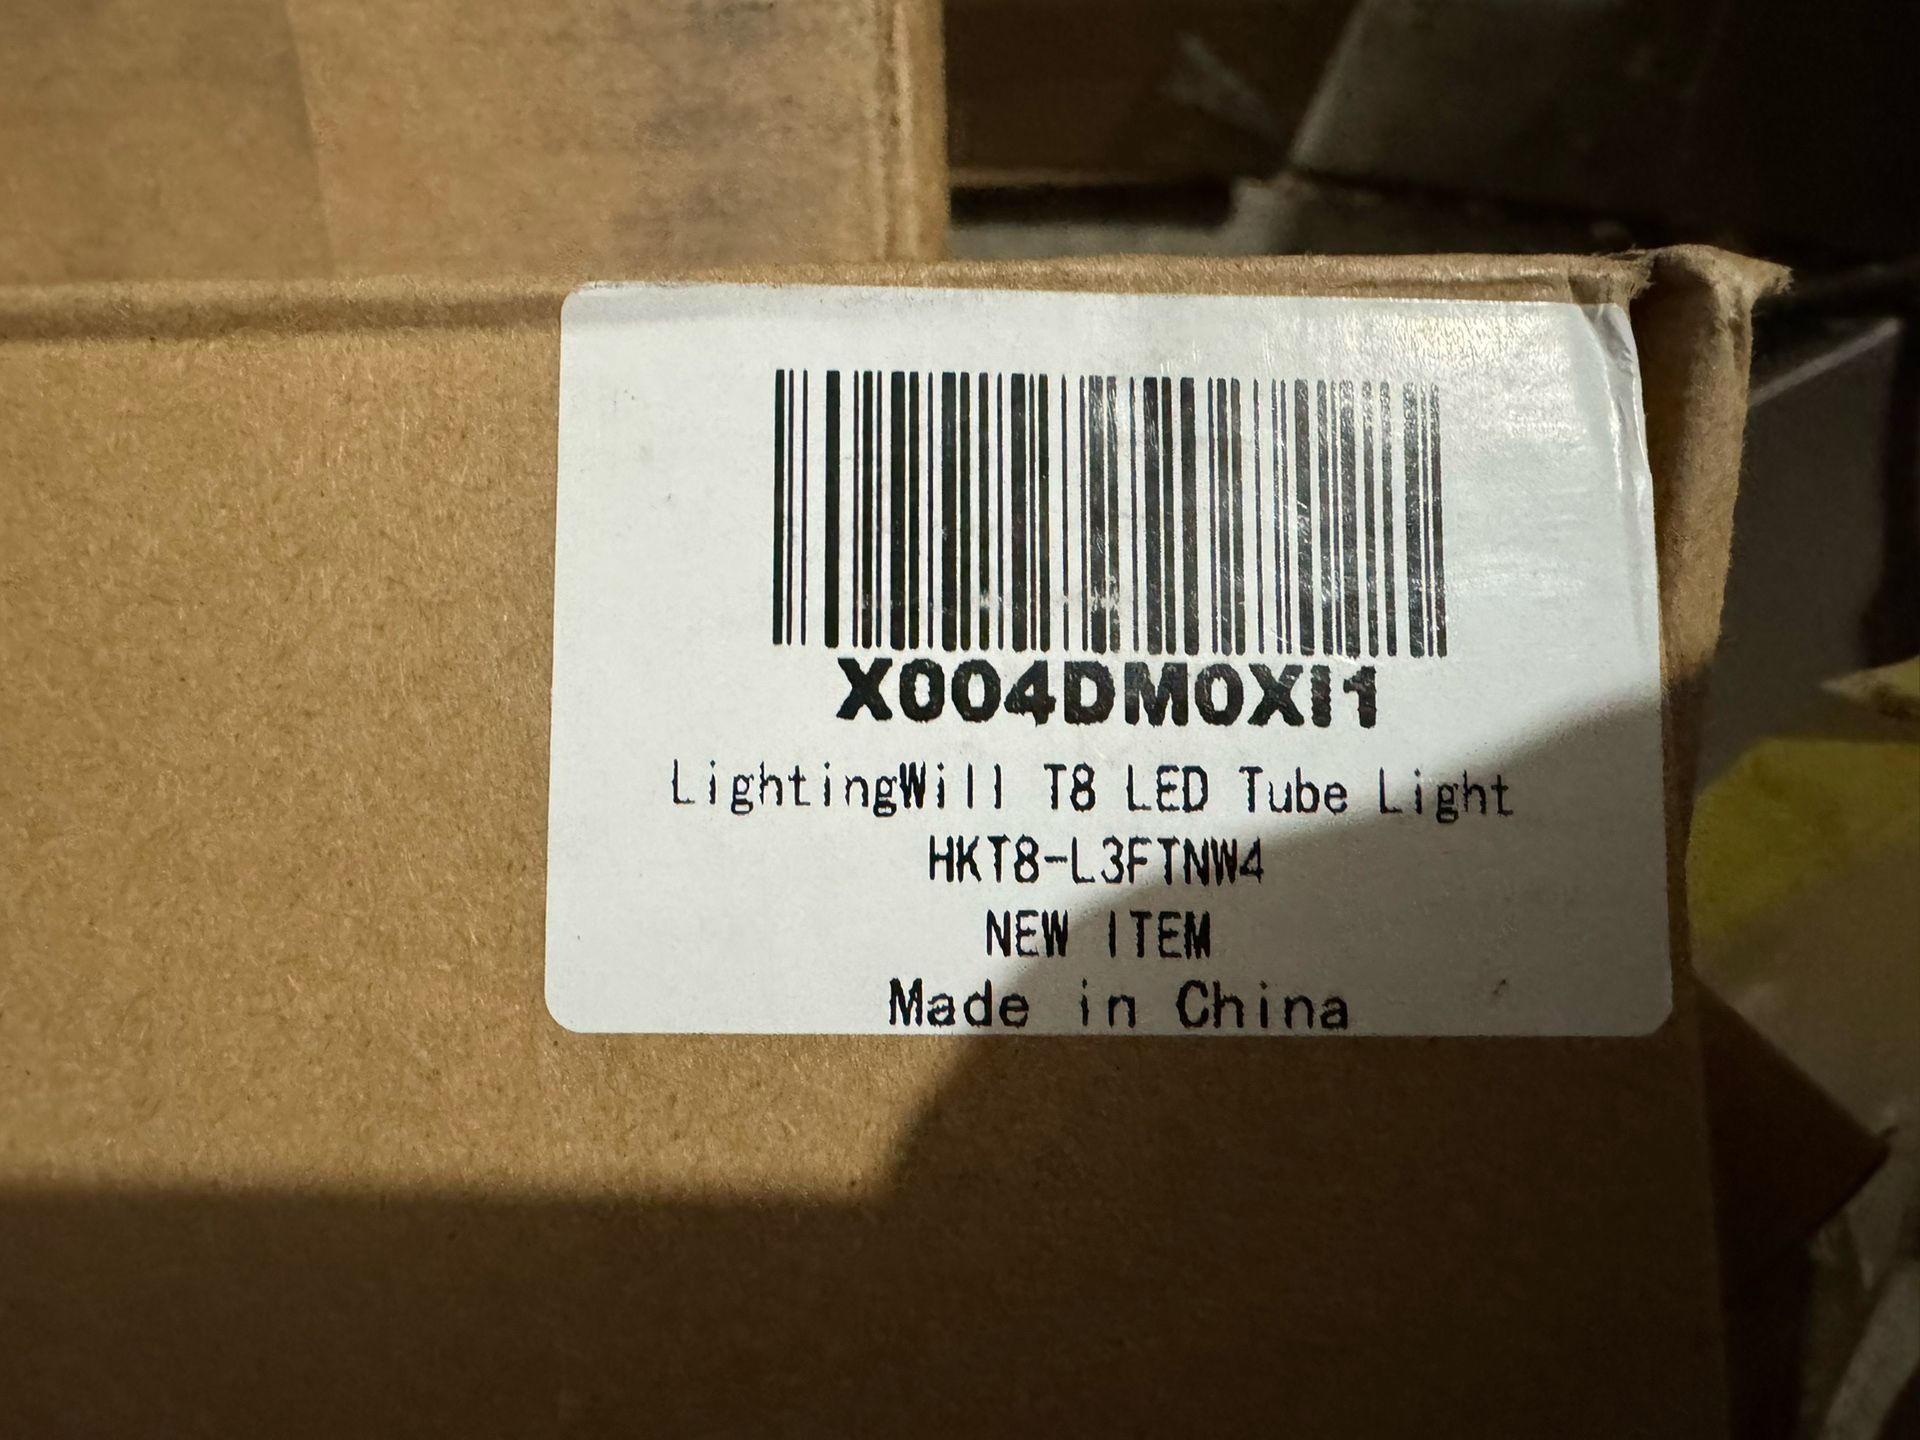 X004DM0XI1
LightingWill T8 LED Tube Light
HKT8-L3FTNW4
NEW ITEM
Made in China